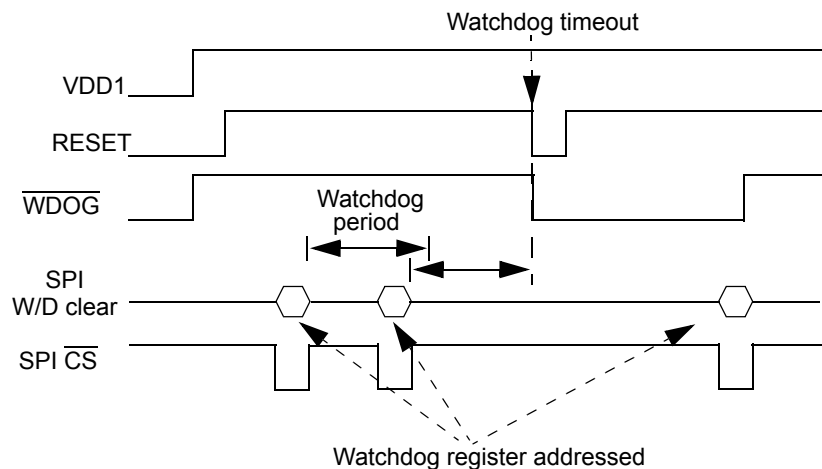 Watchdog timeout
VDD1
RESET
WDOG
Watchdog
period
SPI
W/D clear
SPI CS
Watchdog register addressed